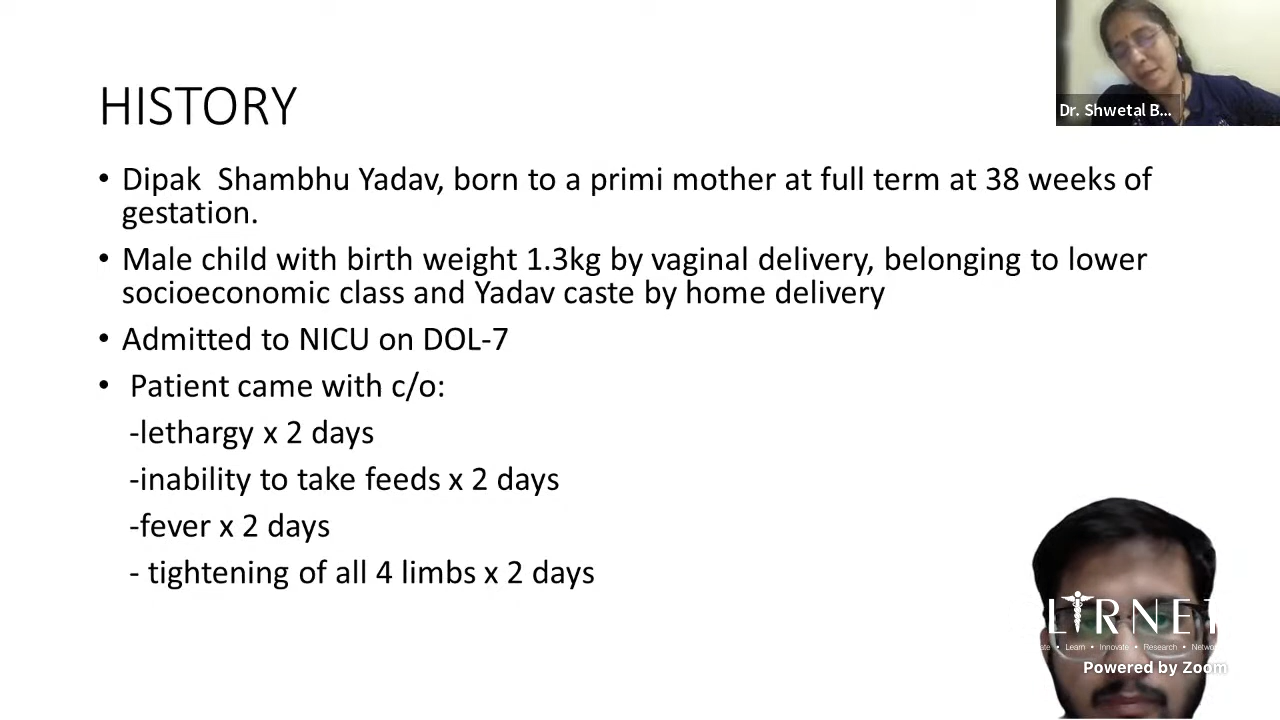 HISTORY
Dr. Shwetal B...
• Dipak Shambhu Yadav, born to a primi mother at full term at 38 weeks of
gestation.
• Male child with birth weight 1.3kg by vaginal delivery, belonging to lower
socioeconomic class and Yadav caste by home delivery
• Admitted to NICU on DOL-7
• Patient came with c/o:
-lethargy x 2 days
-inability to take feeds x 2 days
-fever x 2 days
- tightening of all 4 limbs x 2 days
• Learn • Innovate • Research •
Powered by Zoom